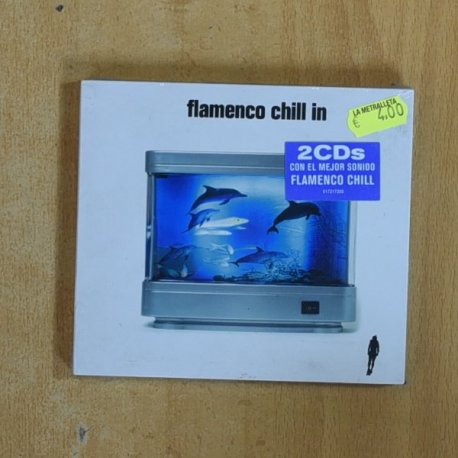 flamenco chill in
LA METRALLETA
€ 4,00
2CDs
CON EL MEJOR SONIDO
FLAMENCO CHILL